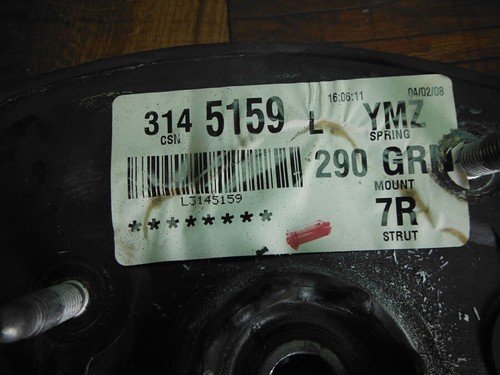 16:06:11 04/02/08
314 5159 L YMZ
CSN SPRING
290 GRN
L3145159 MOUNT
******** 7R
STRUT